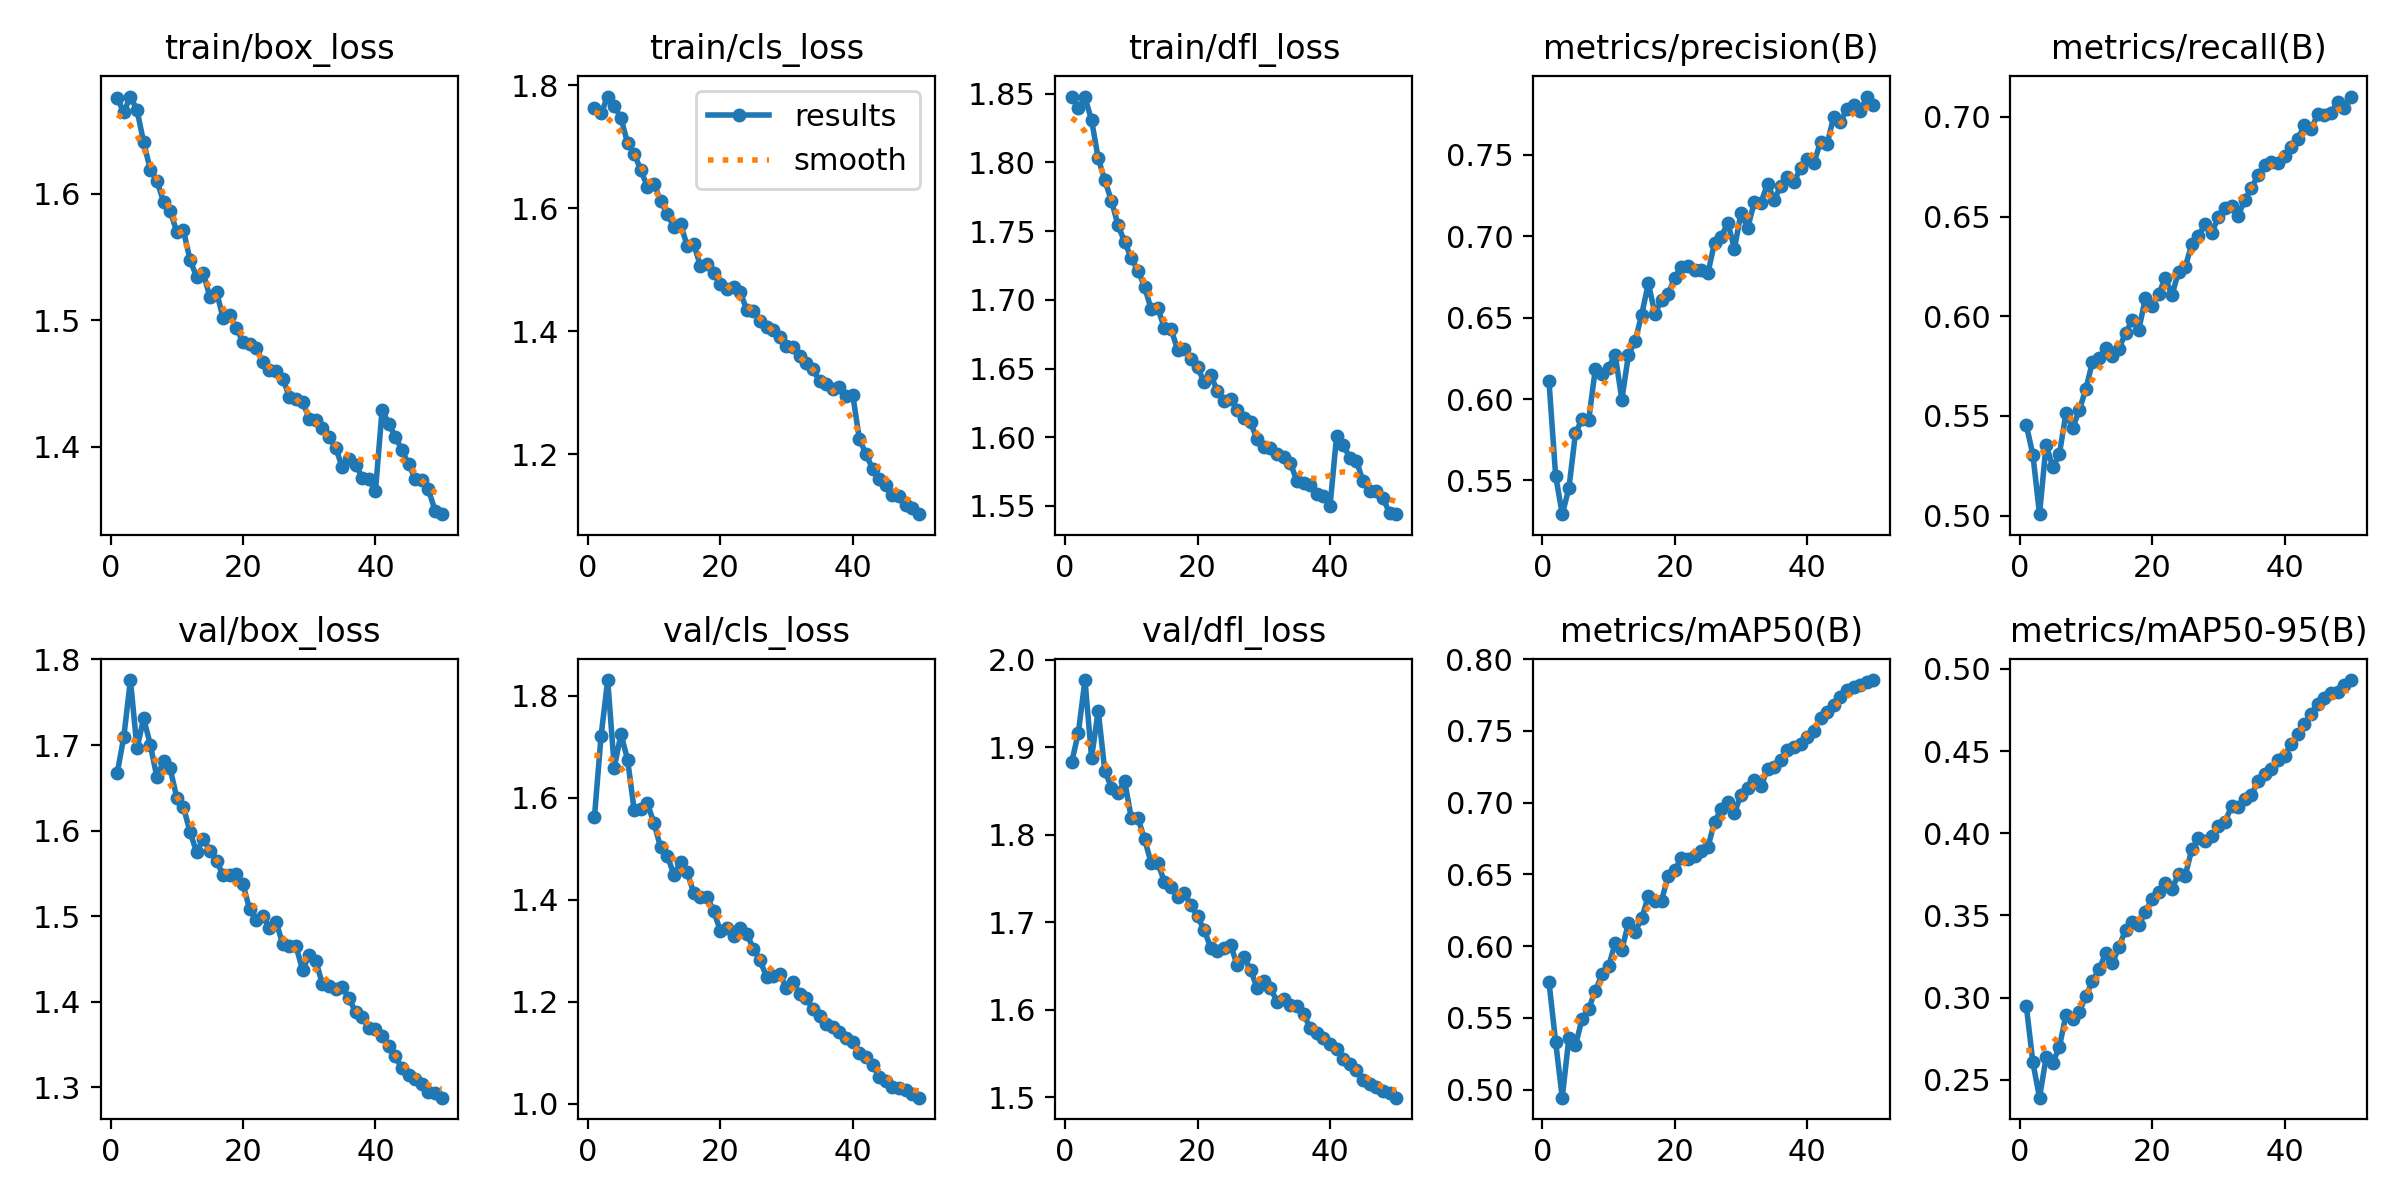 train/box_loss
train/cls_loss
train/dfl_loss
metrics/precision(B)
metrics/recall(B)
1.6
1.5
1.4
0 20 40
1.8
1.6
1.4
1.2
0 20 40
results
smooth
1.85
1.80
1.75
1.70
1.65
1.60
1.55
0 20 40
0.75
0.70
0.65
0.60
0.55
0 20 40
0.70
0.65
0.60
0.55
0.50
0 20 40
val/box_loss
val/cls_loss
val/dfl_loss
metrics/mAP50(B)
metrics/mAP50-95(B)
1.8
1.7
1.6
1.5
1.4
1.3
0 20 40
1.8
1.6
1.4
1.2
1.0
0 20 40
2.0
1.9
1.8
1.7
1.6
1.5
0 20 40
0.80
0.75
0.70
0.65
0.60
0.55
0.50
0 20 40
0.50
0.45
0.40
0.35
0.30
0.25
0 20 40